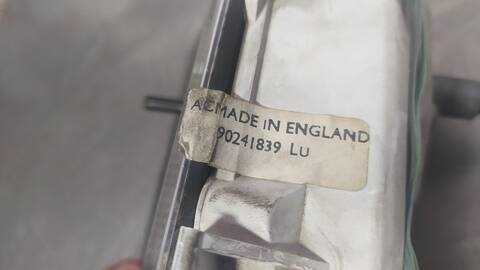 AC MADE IN ENGLAND
90241839 LU